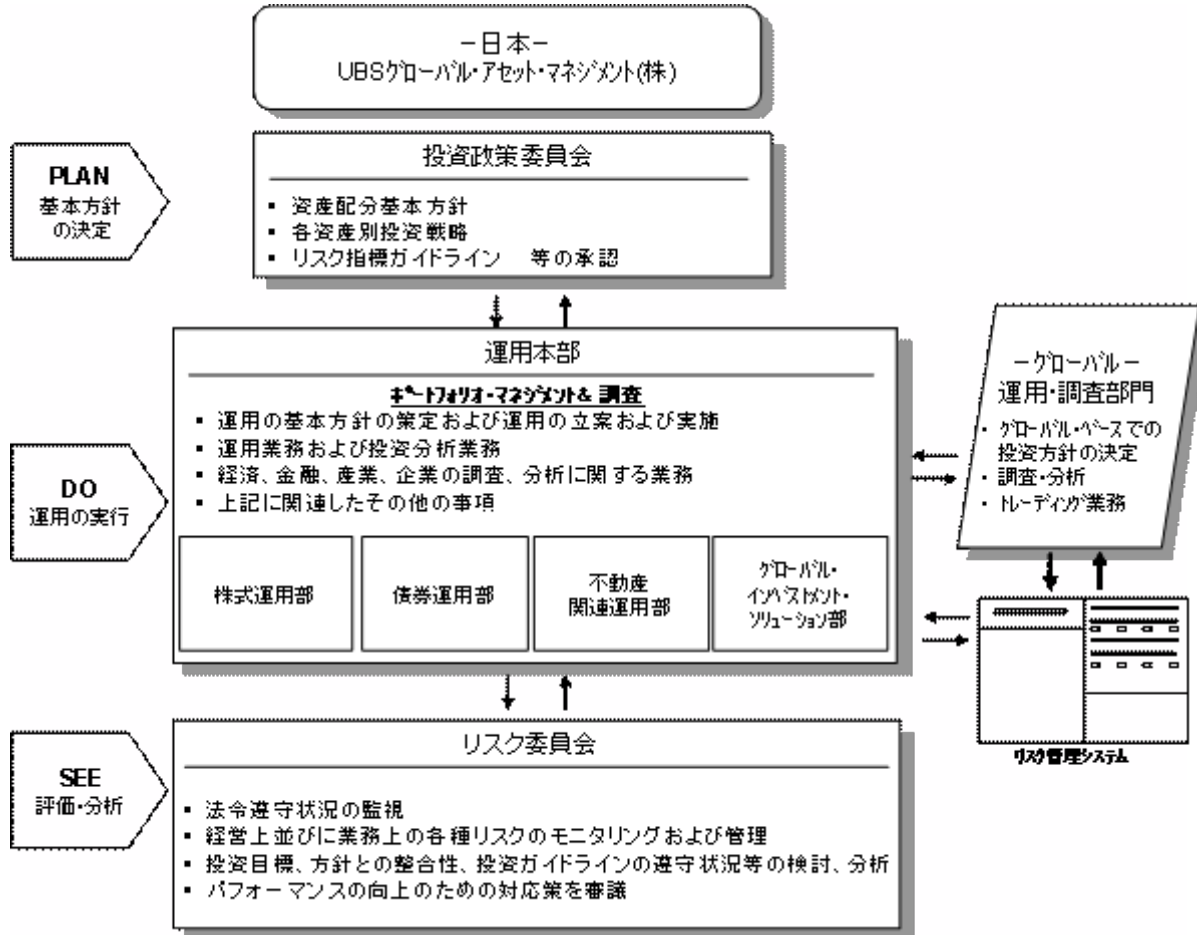 －日本－
UBSグローバル・アセット・マネジメント(株)
PLAN
基本方針
の決定
投資政策委員会
▪ 資産配分基本方針
▪ 各資産別投資戦略
▪ リスク指標ガイドライン　等の承認
運用本部
ポートフォリオ・マネジメント& 調査
▪ 運用の基本方針の策定および運用の立案および実施
▪ 運用業務および投資分析業務
▪ 経済、金融、産業、企業の調査、分析に関する業務
▪ 上記に関連したその他の事項
DO
運用の実行
株式運用部
債券運用部
不動産
関連運用部
グローバル・
インベストメント・
ソリューション部
－グローバル－
運用・調査部門
・ グローバル・ベースでの
投資方針の決定
・ 調査・分析
・ トレーディング業務
リスク管理システム
SEE
評価・分析
リスク委員会
▪ 法令遵守状況の監視
▪ 経営上並びに業務上の各種リスクのモニタリングおよび管理
▪ 投資目標、方針との整合性、投資ガイドラインの遵守状況等の検討、分析
▪ パフォーマンスの向上のための対応策を審議